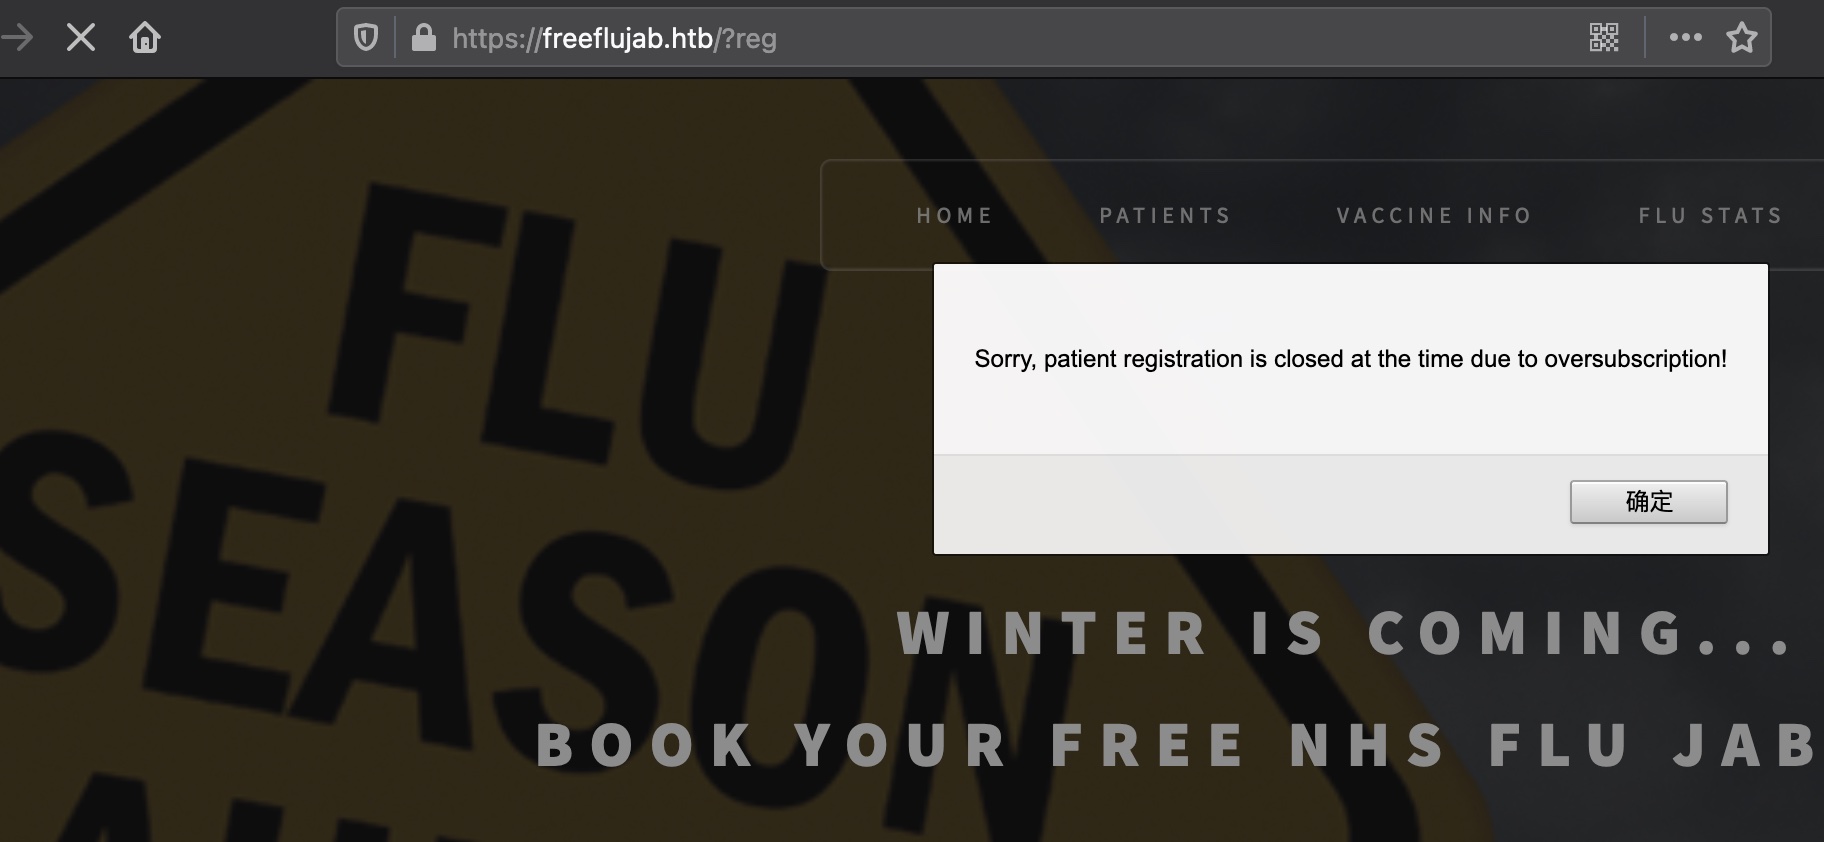 https://freeflujab.htb/?reg
HOME PATIENTS VACCINE INFO FLU STATS
FLU
SEASON
Sorry, patient registration is closed at the time due to oversubscription!
确定
WINTER IS COMING...
BOOK YOUR FREE NHS FLU JAB